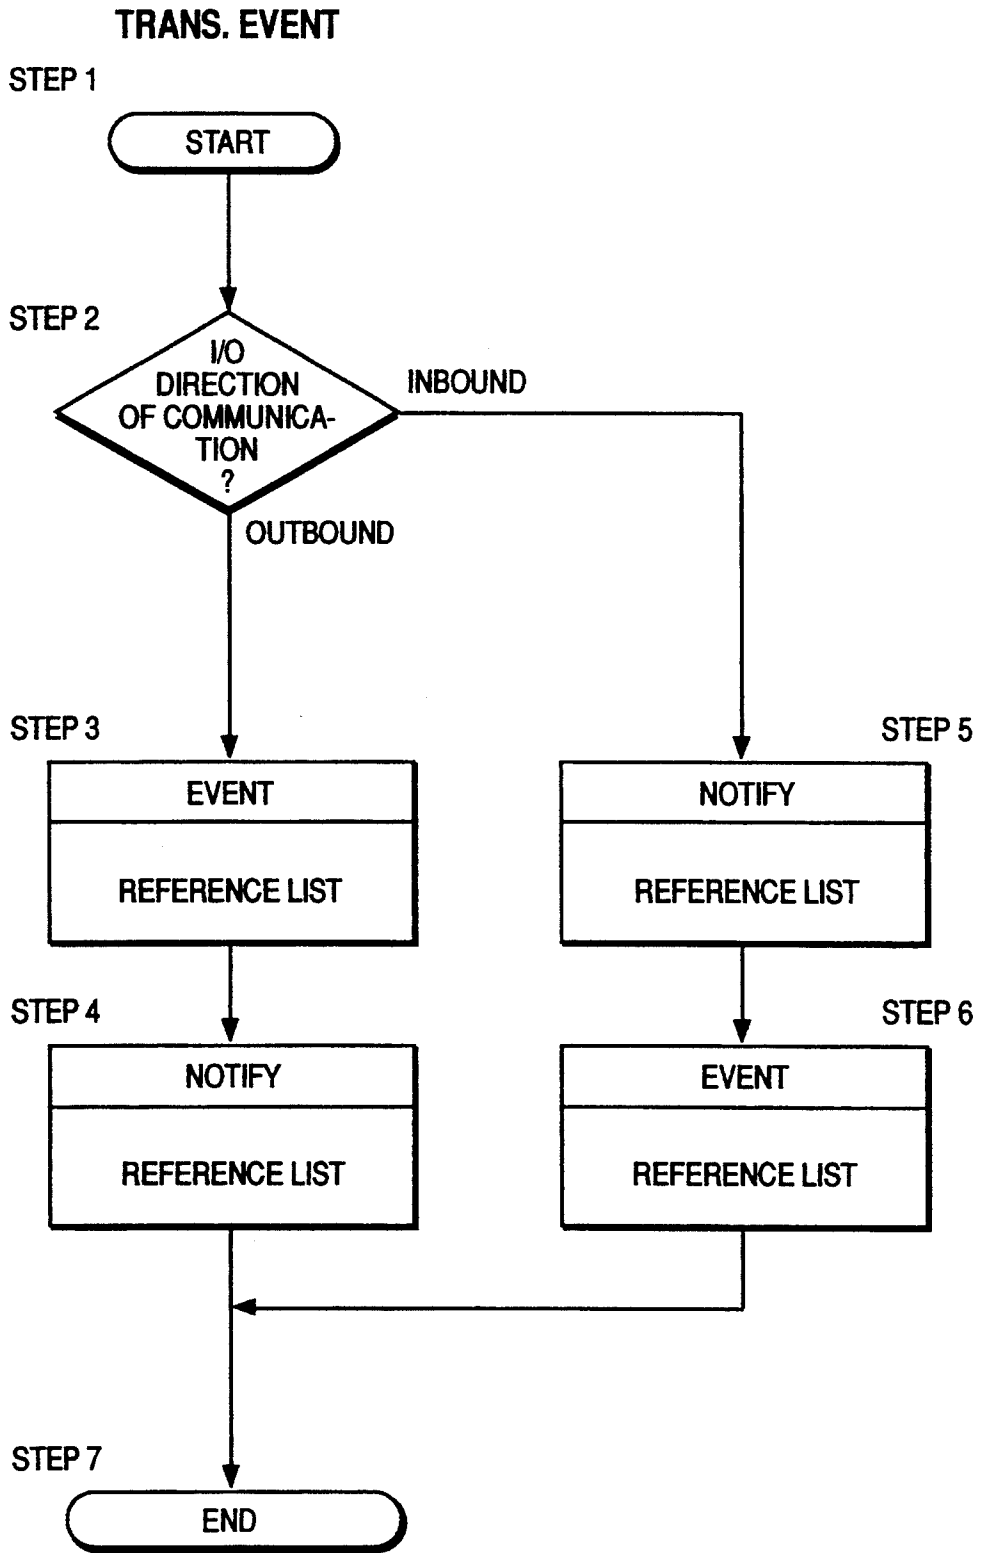 TRANS. EVENT
STEP 1
START
STEP 2
I/O
DIRECTION
OF COMMUNICA-
TION
?
INBOUND
OUTBOUND
STEP 3
EVENT
REFERENCE LIST
STEP 4
NOTIFY
REFERENCE LIST
STEP 5
NOTIFY
REFERENCE LIST
STEP 6
EVENT
REFERENCE LIST
STEP 7
END